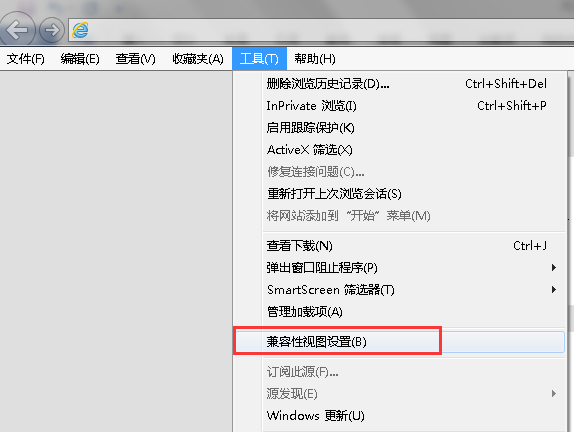 文件(F) 编辑(E) 查看(V) 收藏夹(A) 工具(T) 帮助(H)
删除浏览历史记录(D)... Ctrl+Shift+Del
InPrivate 浏览(I) Ctrl+Shift+P
启用跟踪保护(K)
ActiveX 筛选(X)
修复连接问题(C)...
重新打开上次浏览会话(S)
将网站添加到“开始”菜单(M)
查看下载(N) Ctrl+J
弹出窗口阻止程序(P)
SmartScreen 筛选器(T)
管理加载项(A)
兼容性视图设置(B)
订阅此源(F)...
源发现(E)
Windows 更新(U)